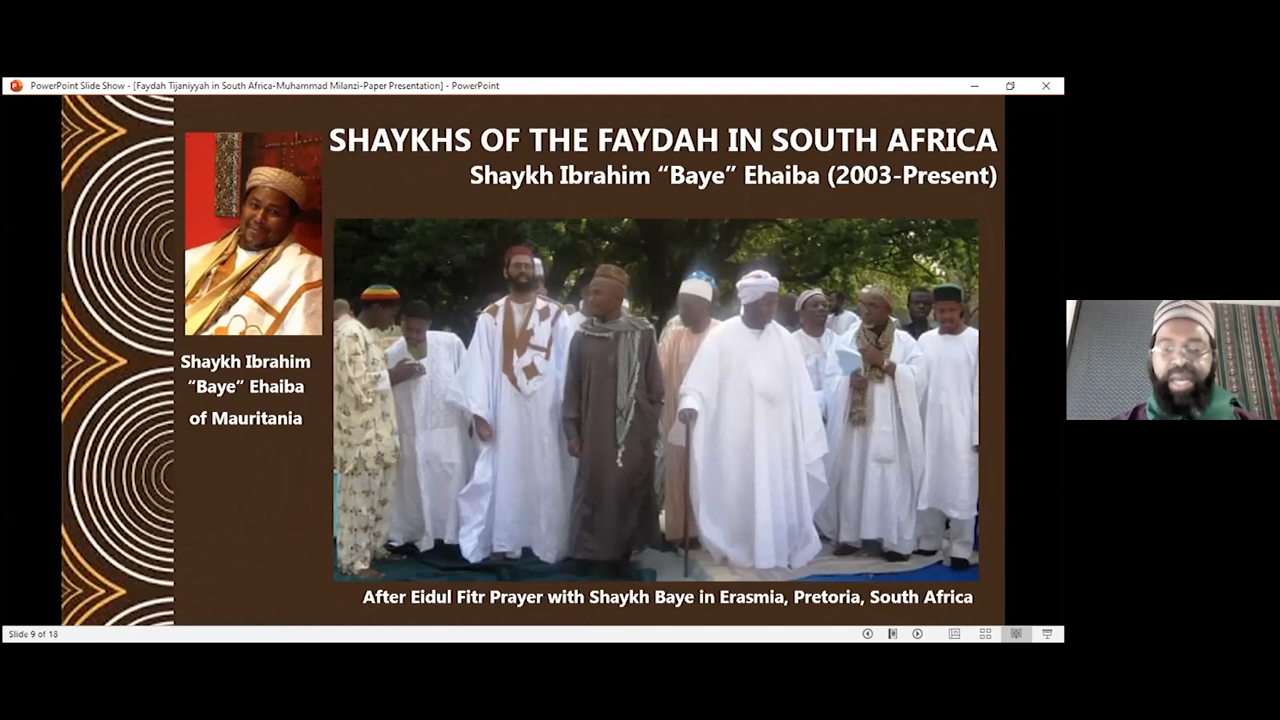 PowerPoint Slide Show - [Faydah Tijaniyyah in South Africa-Muhammad Milanzi-Paper Presentation] - PowerPoint
SHAYKHS OF THE FAYDAH IN SOUTH AFRICA
Shaykh Ibrahim “Baye” Ehaiba (2003-Present)
Shaykh Ibrahim
“Baye” Ehaiba
of Mauritania
After Eidul Fitr Prayer with Shaykh Baye in Erasmia, Pretoria, South Africa
Slide 9 of 18